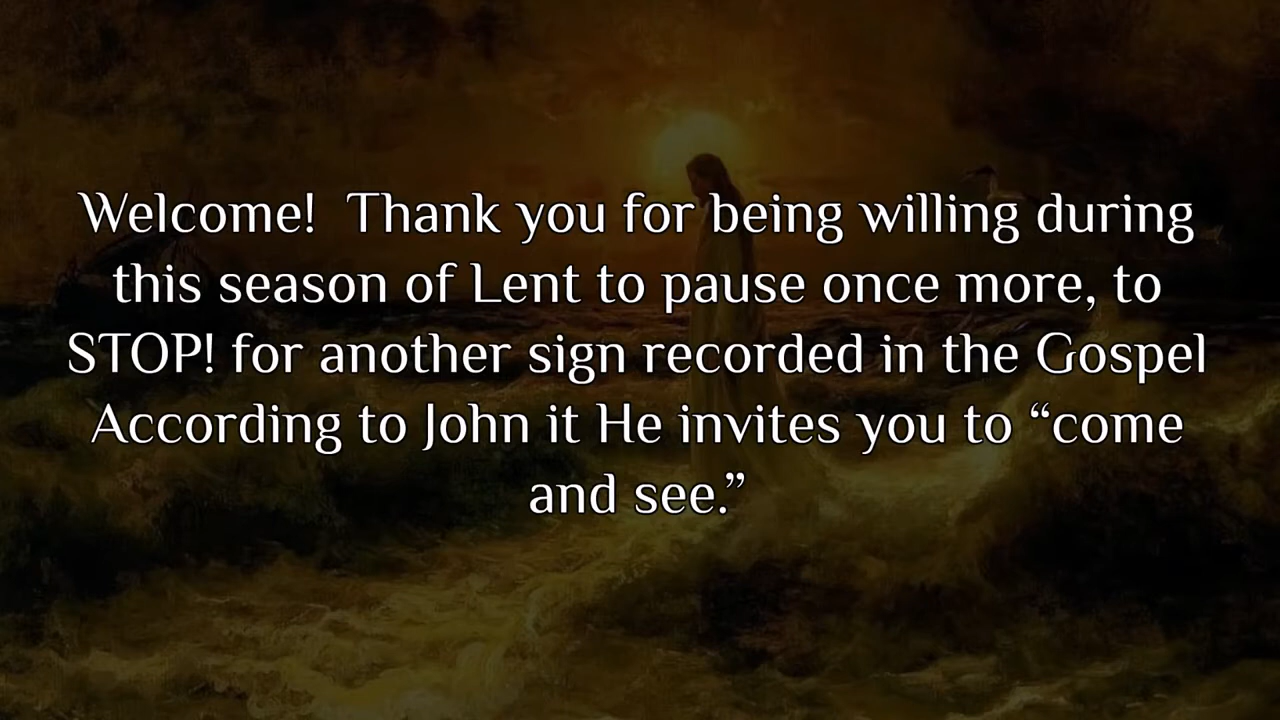 Welcome!  Thank you for being willing during
this season of Lent to pause once more, to
STOP! for another sign recorded in the Gospel
According to John it He invites you to “come
and see.”